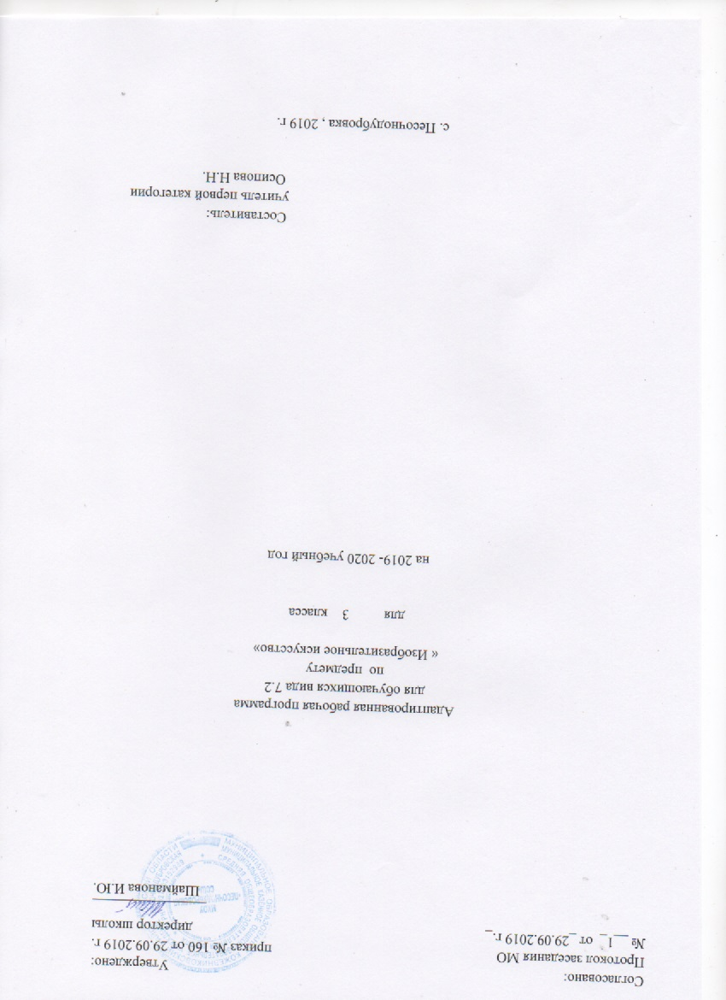 Согласовано:
Протокол заседания МО
№ __1_ от _29.09.2019 г._
Утверждено:
приказ № 160 от 29.09.2019 г.
директор школы
Шайманова И.Ю.
Адаптированная рабочая программа
для обучающихся вида 7.2
по предмету
« Изобразительное искусство»
для 3 класса
на 2019- 2020 учебный год
Составитель:
учитель первой категории
Осипова Н.Н.
с. Песочнодубровка , 2019 г.